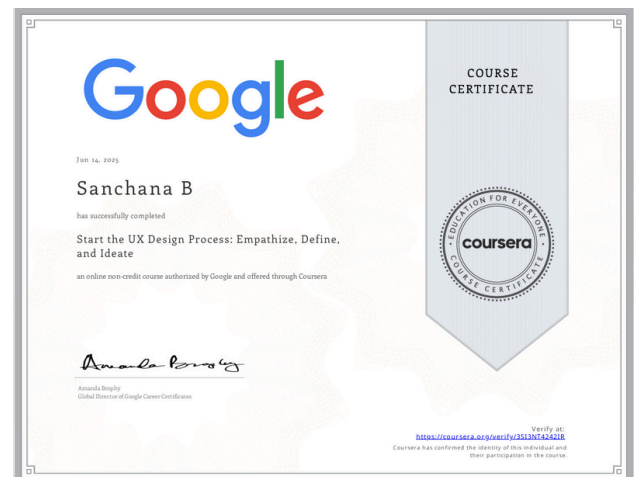 Google
COURSE
CERTIFICATE
Jun 14, 2025
Sanchana B
has successfully completed
Start the UX Design Process: Empathize, Define,
and Ideate
an online non-credit course authorized by Google and offered through Coursera
EDUCATION FOR EVERYONE
coursera
COURSE CERTIFICATE
Amanda Brophy
Amanda Brophy
Global Director of Google Career Certificates
Verify at:
https://coursera.org/verify/3SI3NT4242IR
Coursera has confirmed the identity of this individual and
their participation in the course.